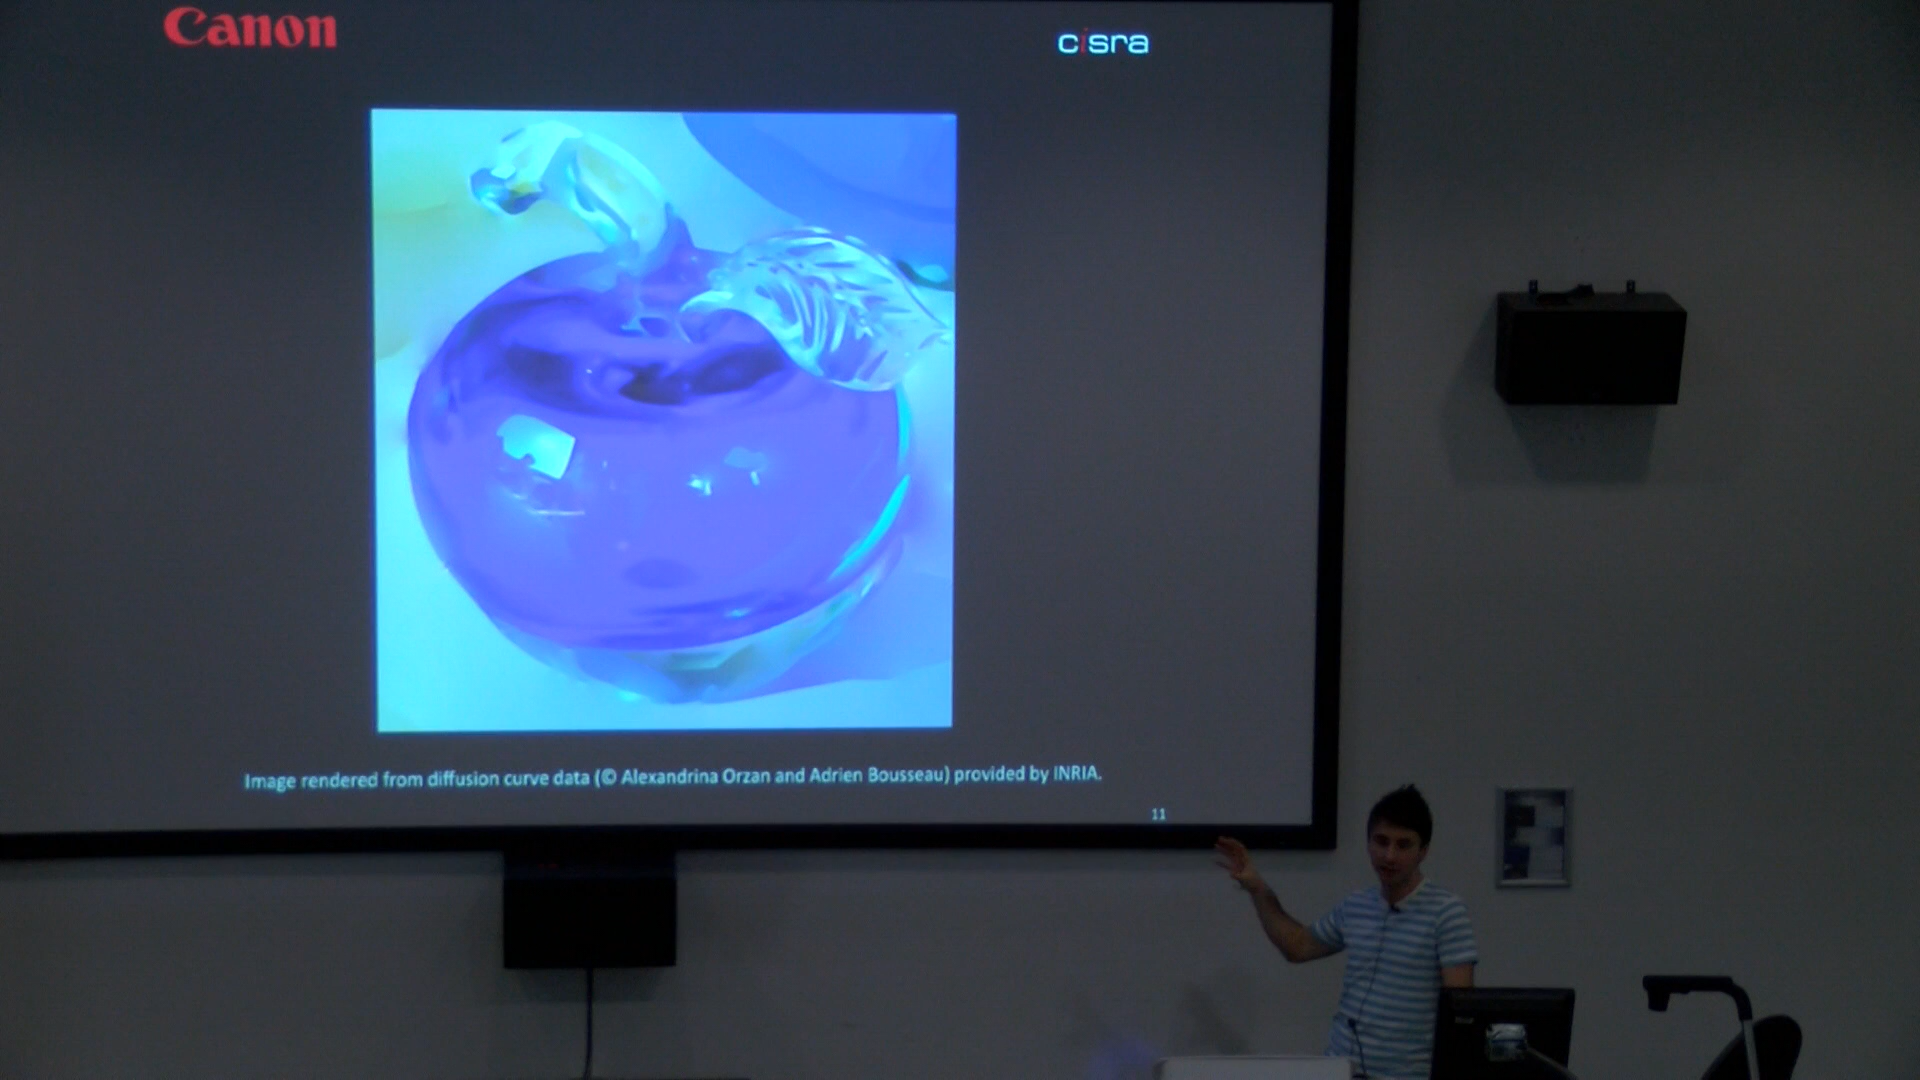 Canon
cisra
Image rendered from diffusion curve data (© Alexandrina Orzan and Adrien Bousseau) provided by INRIA.
11